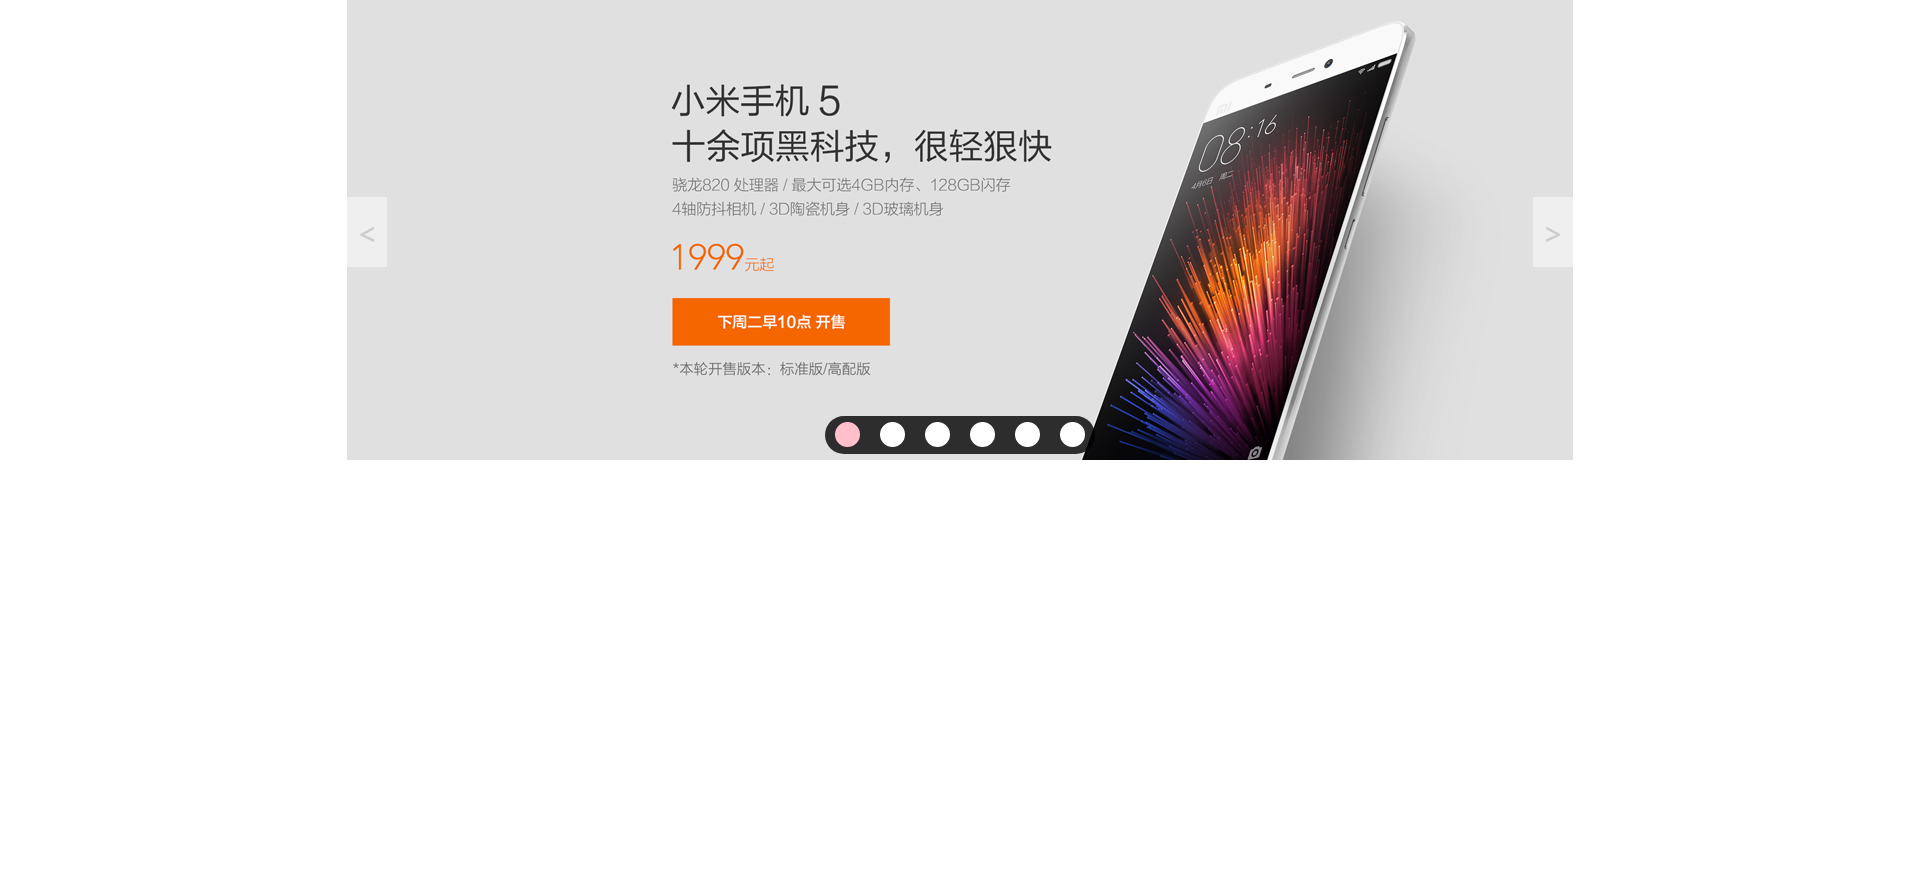 小米手机 5
十余项黑科技，很轻狠快
骁龙820 处理器 / 最大可选4GB内存、128GB闪存
4轴防抖相机 / 3D陶瓷机身 / 3D玻璃机身
1999元起
下周二早10点 开售
*本轮开售版本：标准版/高配版
<
>
08:16
4月6日 周二